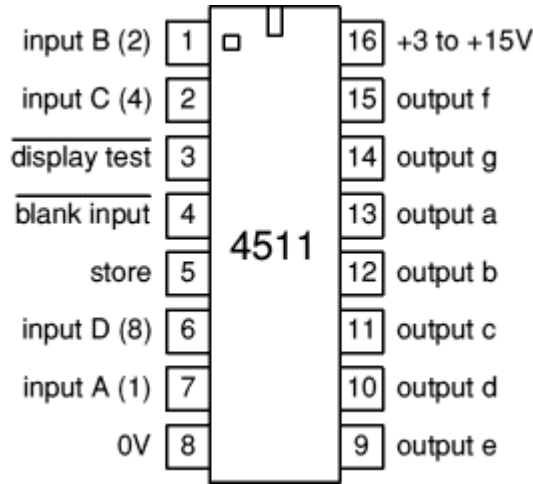 input B (2) 1 16 +3 to +15V
input C (4) 2 15 output f
display test 3 14 output g
blank input 4 13 output a
4511
store 5 12 output b
input D (8) 6 11 output c
input A (1) 7 10 output d
0V 8 9 output e